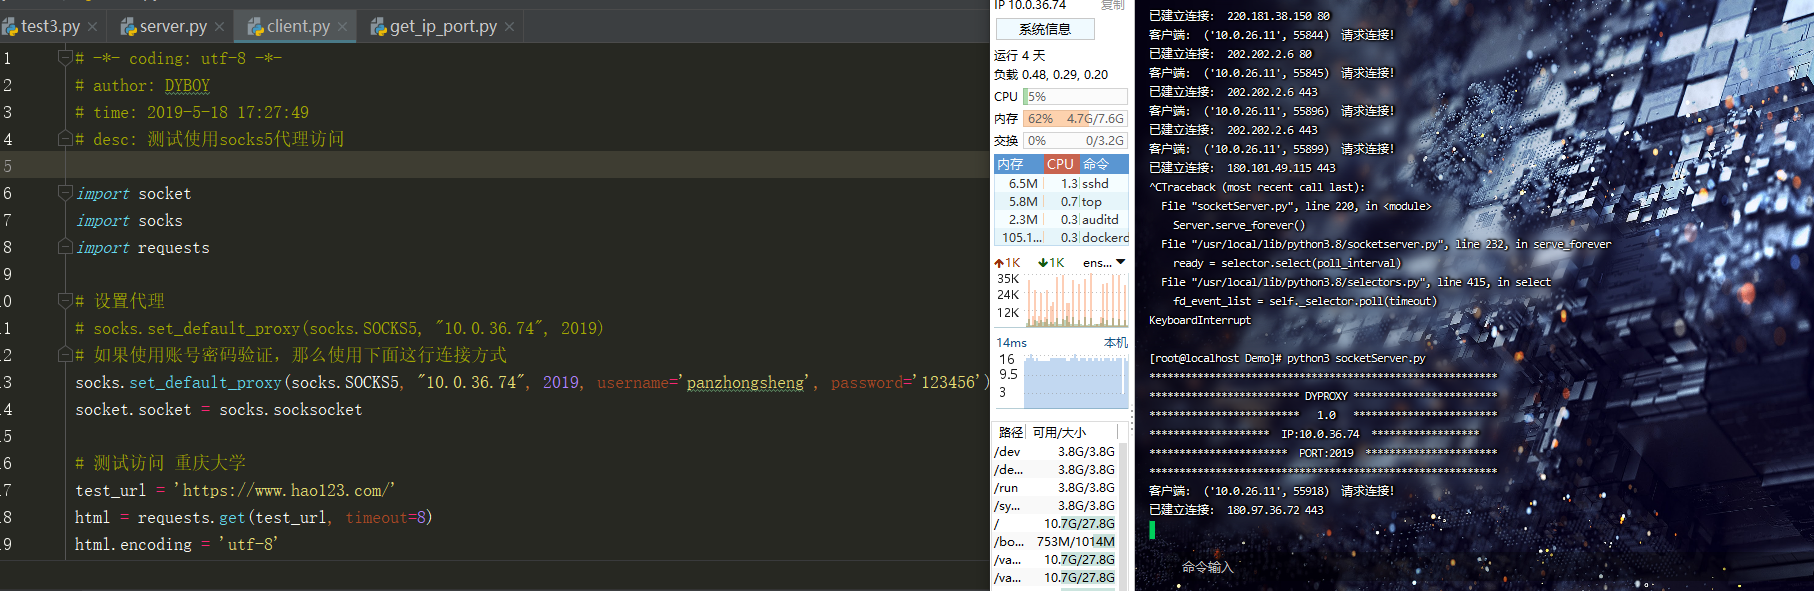 test3.py
server.py
client.py
get_ip_port.py
1 # -*- coding: utf-8 -*-
2 # author: DYBOY
3 # time: 2019-5-18 17:27:49
4 # desc: 测试使用socks5代理访问
5
6 import socket
7 import socks
8 import requests
9
0 # 设置代理
1 # socks.set_default_proxy(socks.SOCKS5, "10.0.36.74", 2019)
2 # 如果使用账号密码验证，那么使用下面这行连接方式
3 socks.set_default_proxy(socks.SOCKS5, "10.0.36.74", 2019, username='panzhongsheng', password='123456')
4 socket.socket = socks.socksocket
5
6 # 测试访问 重庆大学
7 test_url = 'https://www.hao123.com/'
8 html = requests.get(test_url, timeout=8)
9 html.encoding = 'utf-8'
IP 10.0.36.74 复制
系统信息
运行 4 天
负载 0.48, 0.29, 0.20
CPU 5%
内存 62% 4.7G/7.6G
交换 0% 0/3.2G
内存 CPU 命令
6.5M 1.3 sshd
5.8M 0.7 top
2.3M 0.3 auditd
105.1... 0.3 dockerd
1K 1K ens...
35K
24K
12K
14ms 本机
16
9.5
3
路径 可用/大小
/dev 3.8G/3.8G
/de... 3.8G/3.8G
/run 3.8G/3.8G
/sy... 3.8G/3.8G
/ 10.7G/27.8G
/bo... 753M/1014M
/va... 10.7G/27.8G
/va... 10.7G/27.8G
已建立连接： 220.181.38.150 80
客户端： ('10.0.26.11', 55844) 请求连接！
已建立连接： 202.202.2.6 80
客户端： ('10.0.26.11', 55845) 请求连接！
已建立连接： 202.202.2.6 443
客户端： ('10.0.26.11', 55896) 请求连接！
已建立连接： 202.202.2.6 443
客户端： ('10.0.26.11', 55899) 请求连接！
已建立连接： 180.101.49.115 443
^CTraceback (most recent call last):
File "socketServer.py", line 220, in <module>
Server.serve_forever()
File "/usr/local/lib/python3.8/socketserver.py", line 232, in serve_forever
ready = selector.select(poll_interval)
File "/usr/local/lib/python3.8/selectors.py", line 415, in select
fd_event_list = self._selector.poll(timeout)
KeyboardInterrupt
[root@localhost Demo]# python3 socketServer.py
**********************************************************
************************* DYPROXY ************************
************************* 1.0 ************************
******************** IP:10.0.36.74 ******************
*********************** PORT:2019 **********************
**********************************************************
客户端： ('10.0.26.11', 55918) 请求连接！
已建立连接： 180.97.36.72 443
命令输入